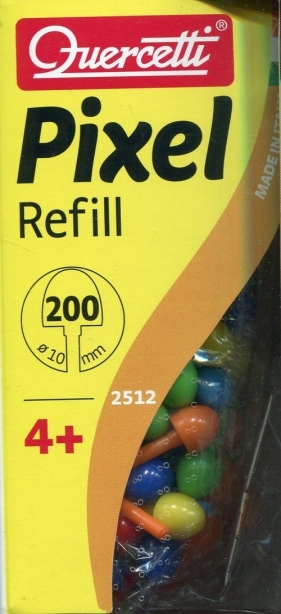 Quercetti®
Pixel
Refill
MADE IN ITALY
200
ø 10 mm
2512
4+